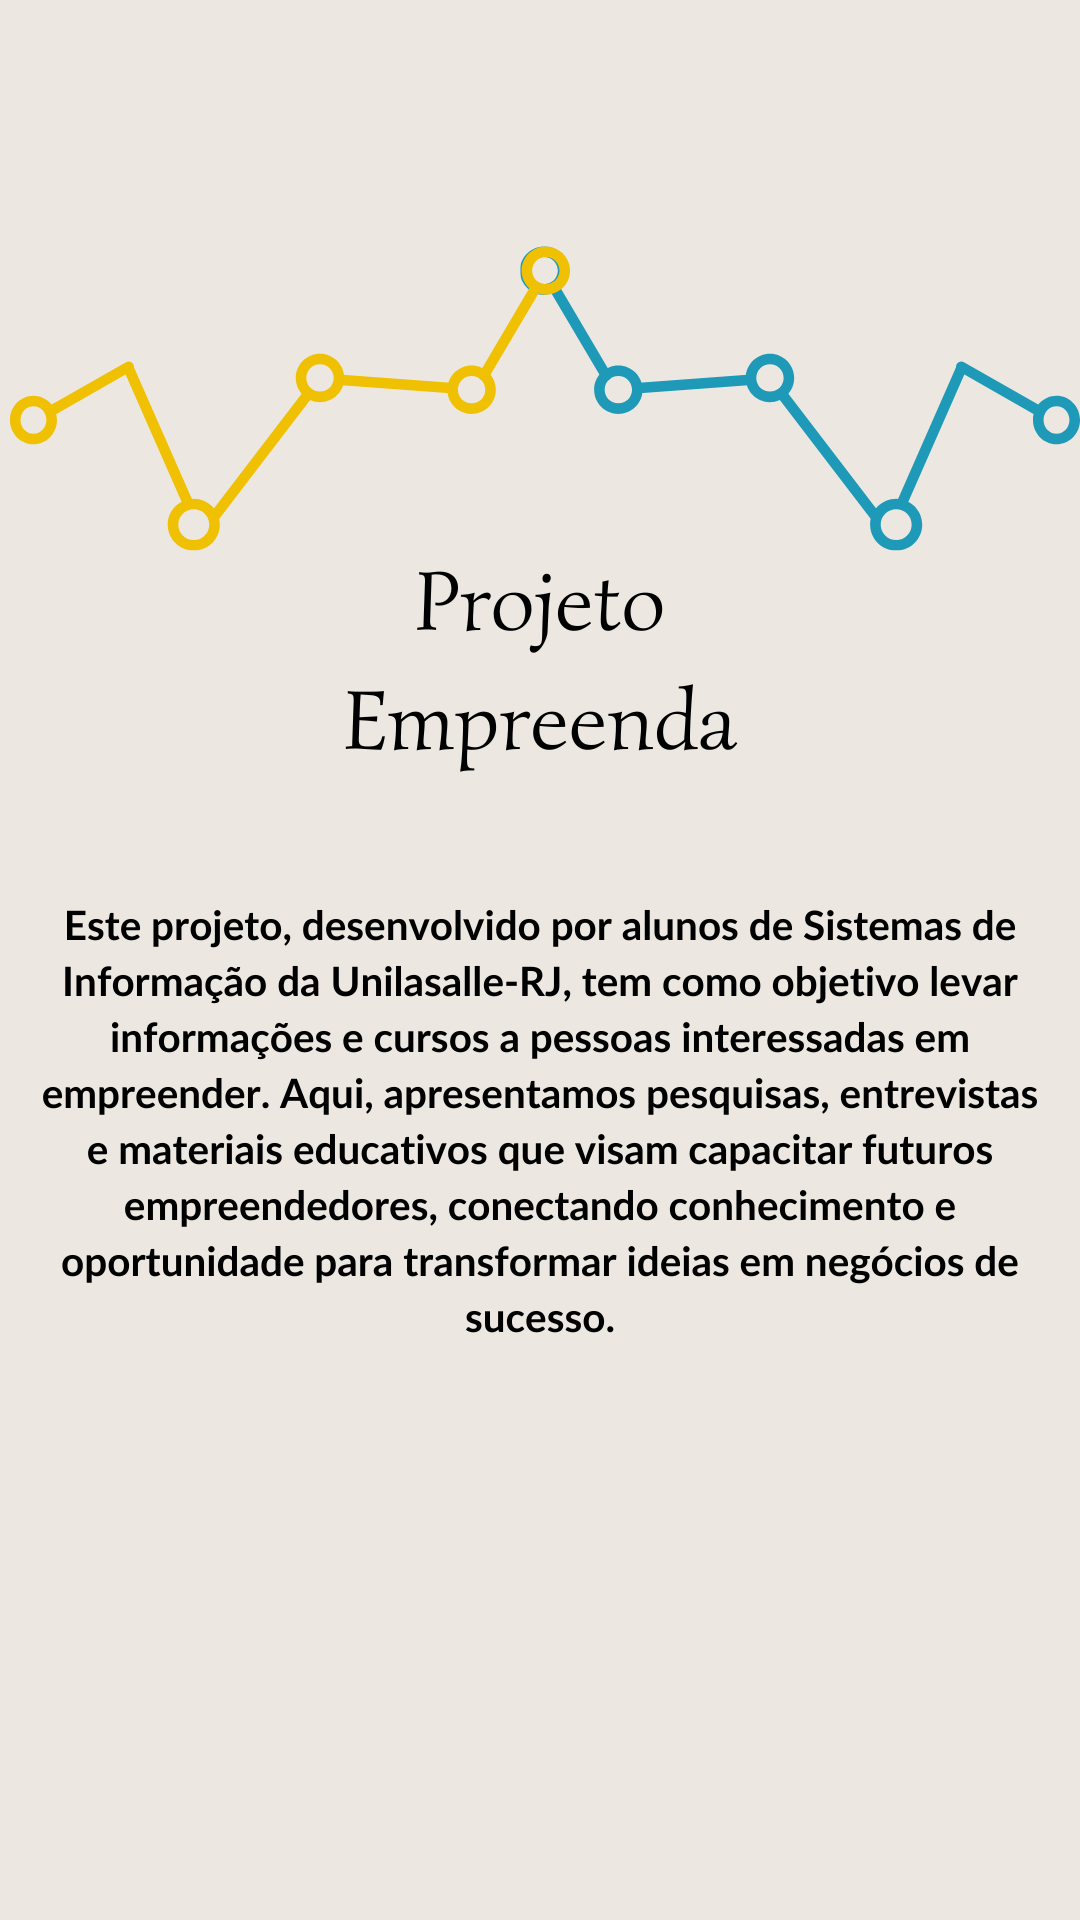 Projeto
Empreenda
Este projeto, desenvolvido por alunos de Sistemas de
Informação da Unilasalle-RJ, tem como objetivo levar
informações e cursos a pessoas interessadas em
empreender. Aqui, apresentamos pesquisas, entrevistas
e materiais educativos que visam capacitar futuros
empreendedores, conectando conhecimento e
oportunidade para transformar ideias em negócios de
sucesso.